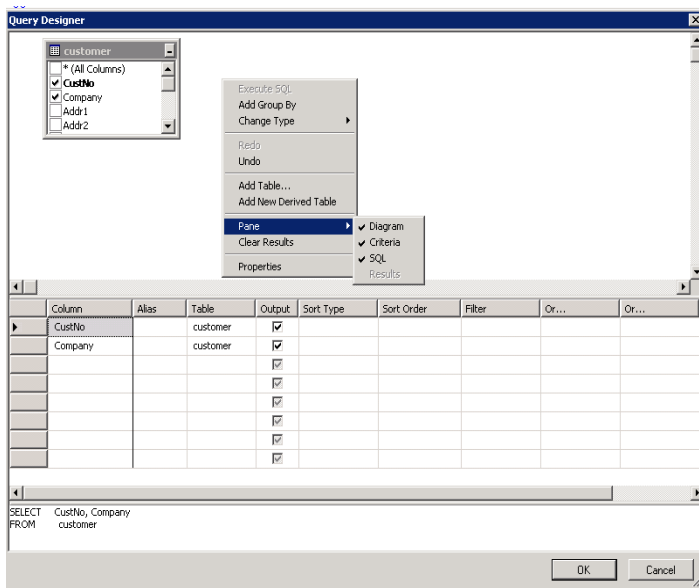 Query Designer
customer
* (All Columns)
CustNo
Company
Addr1
Addr2
Execute SQL
Add Group By
Change Type
Redo
Undo
Add Table...
Add New Derived Table
Pane
Clear Results
Properties
Diagram
Criteria
SQL
Results
Column Alias Table Output Sort Type Sort Order Filter Or... Or...
CustNo customer
Company customer
SELECT CustNo, Company
FROM customer
OK Cancel